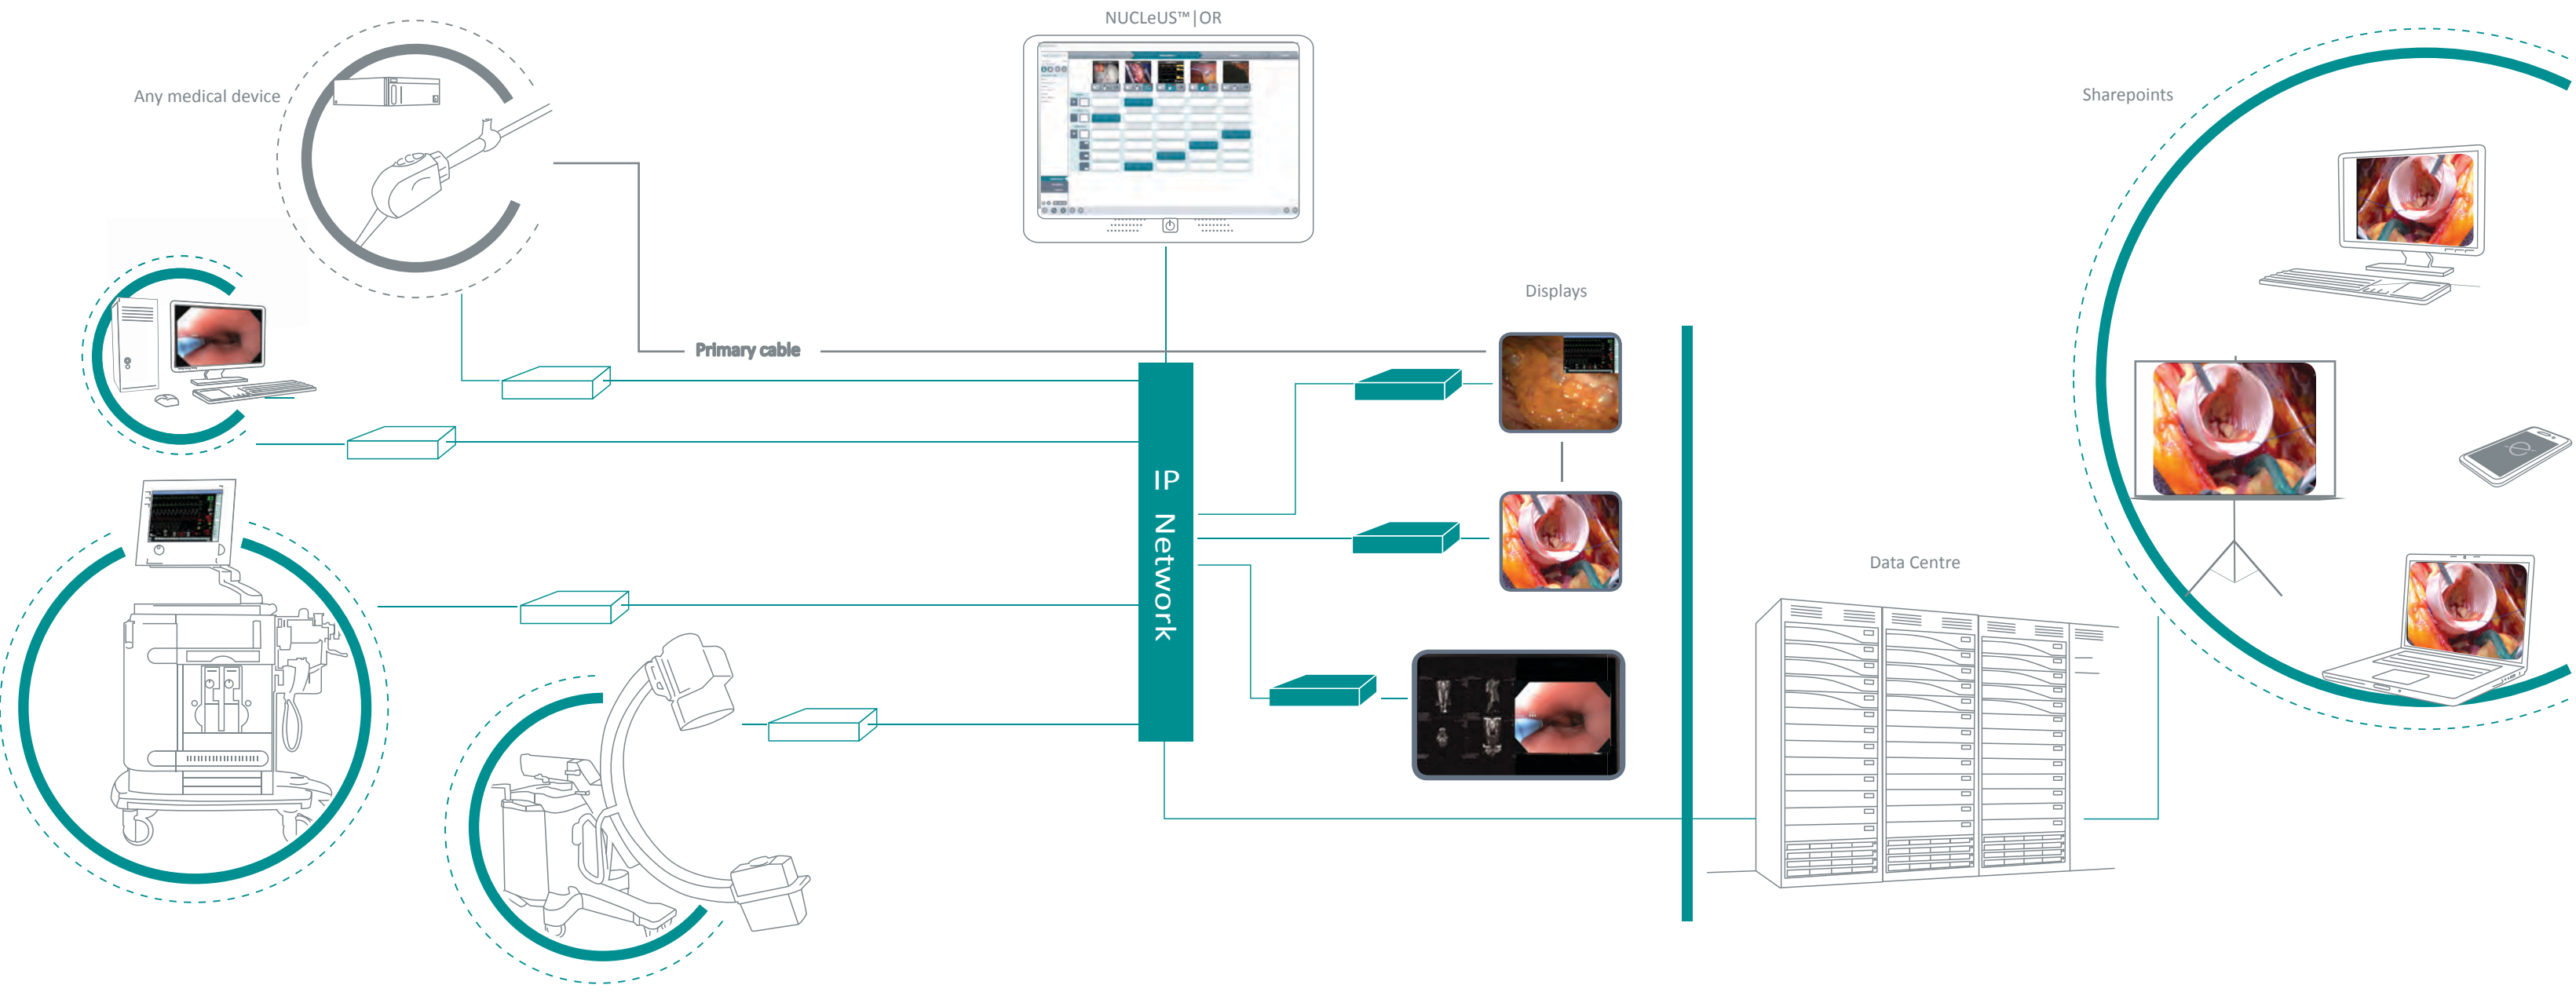 NUCLeUS™|OR
Any medical device
Sharepoints
Displays
Primary cable
IP Network
Data Centre